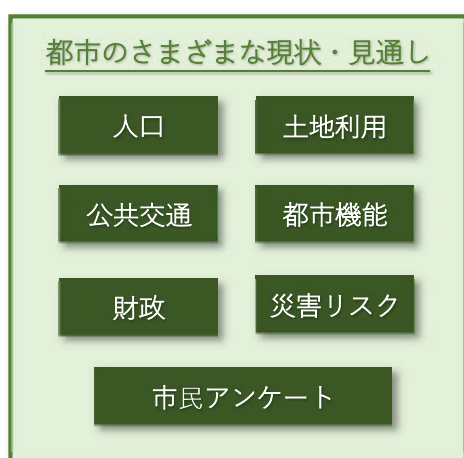 都市のさまざまな現状・見通し
人口
土地利用
公共交通
都市機能
財政
災害リスク
市民アンケート